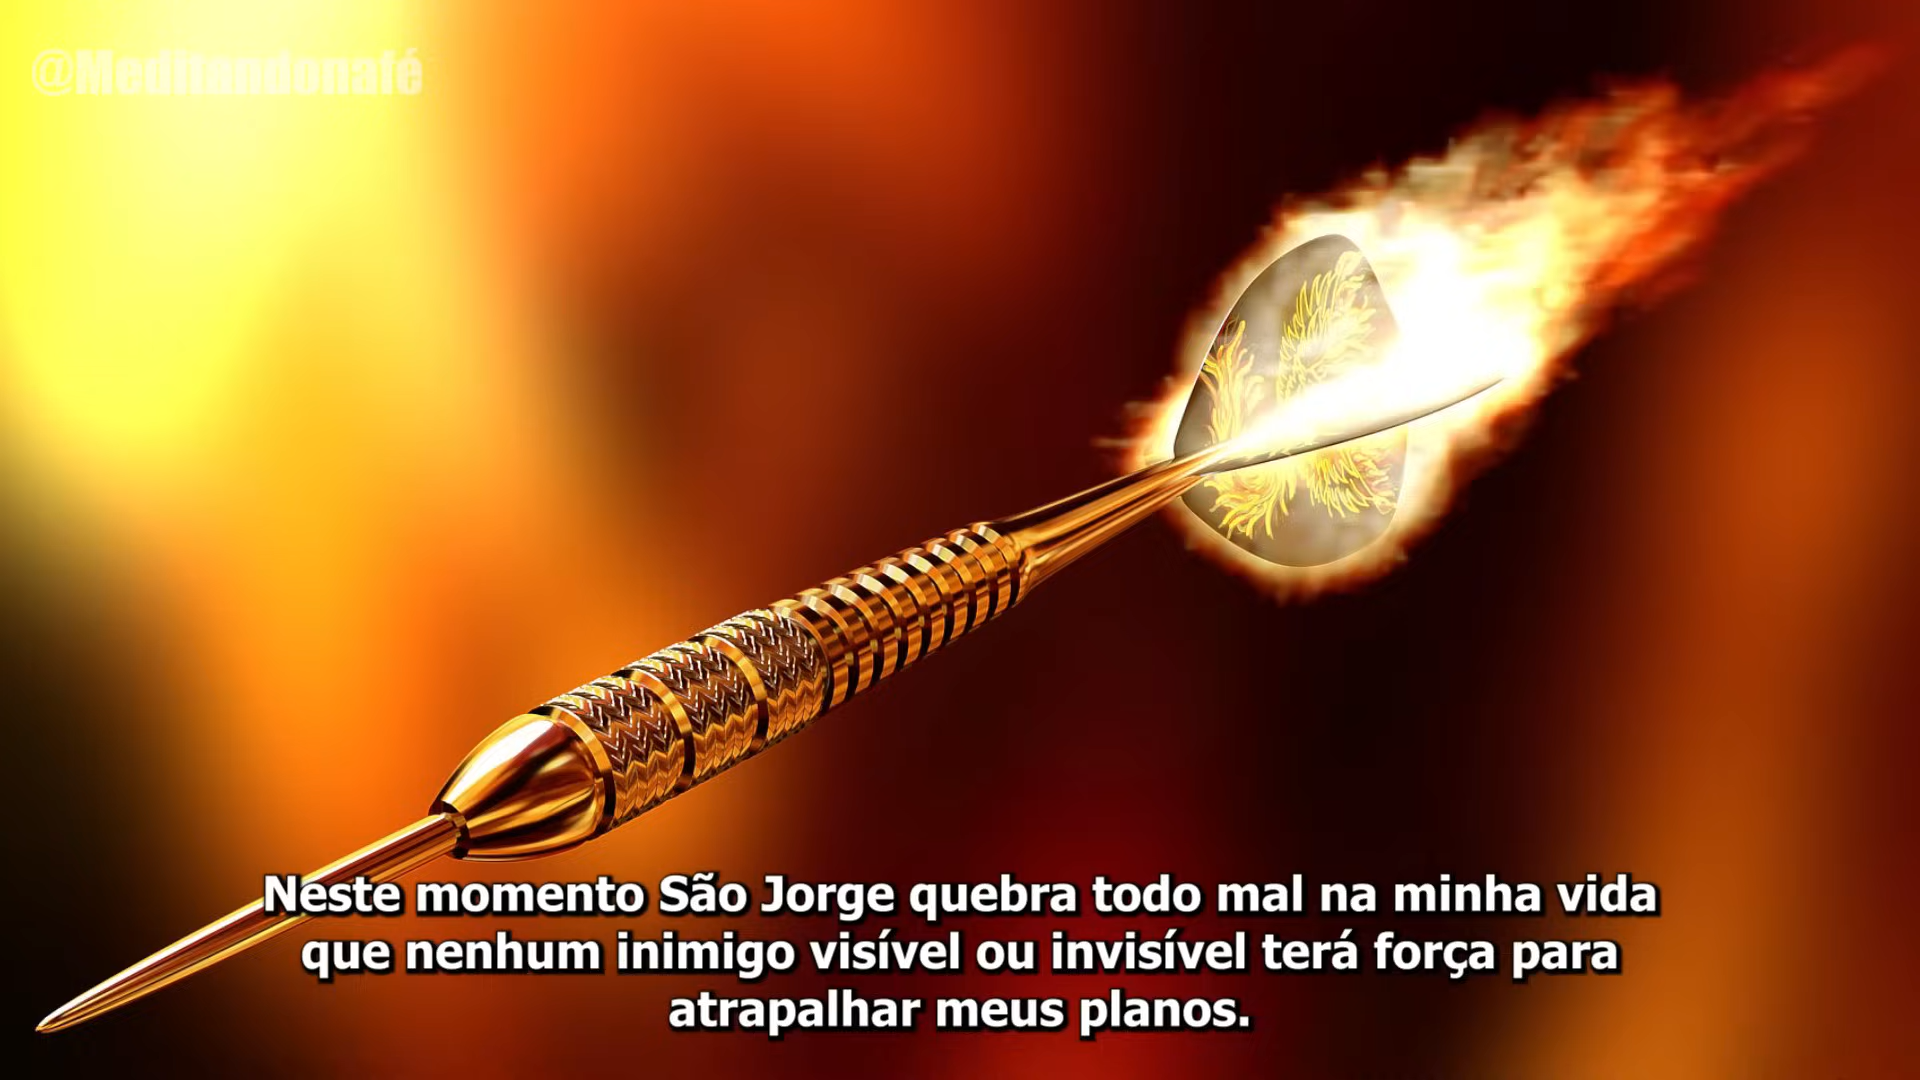 @Meditandonafé
Neste momento São Jorge quebra todo mal na minha vida
que nenhum inimigo visível ou invisível terá força para
atrapalhar meus planos.